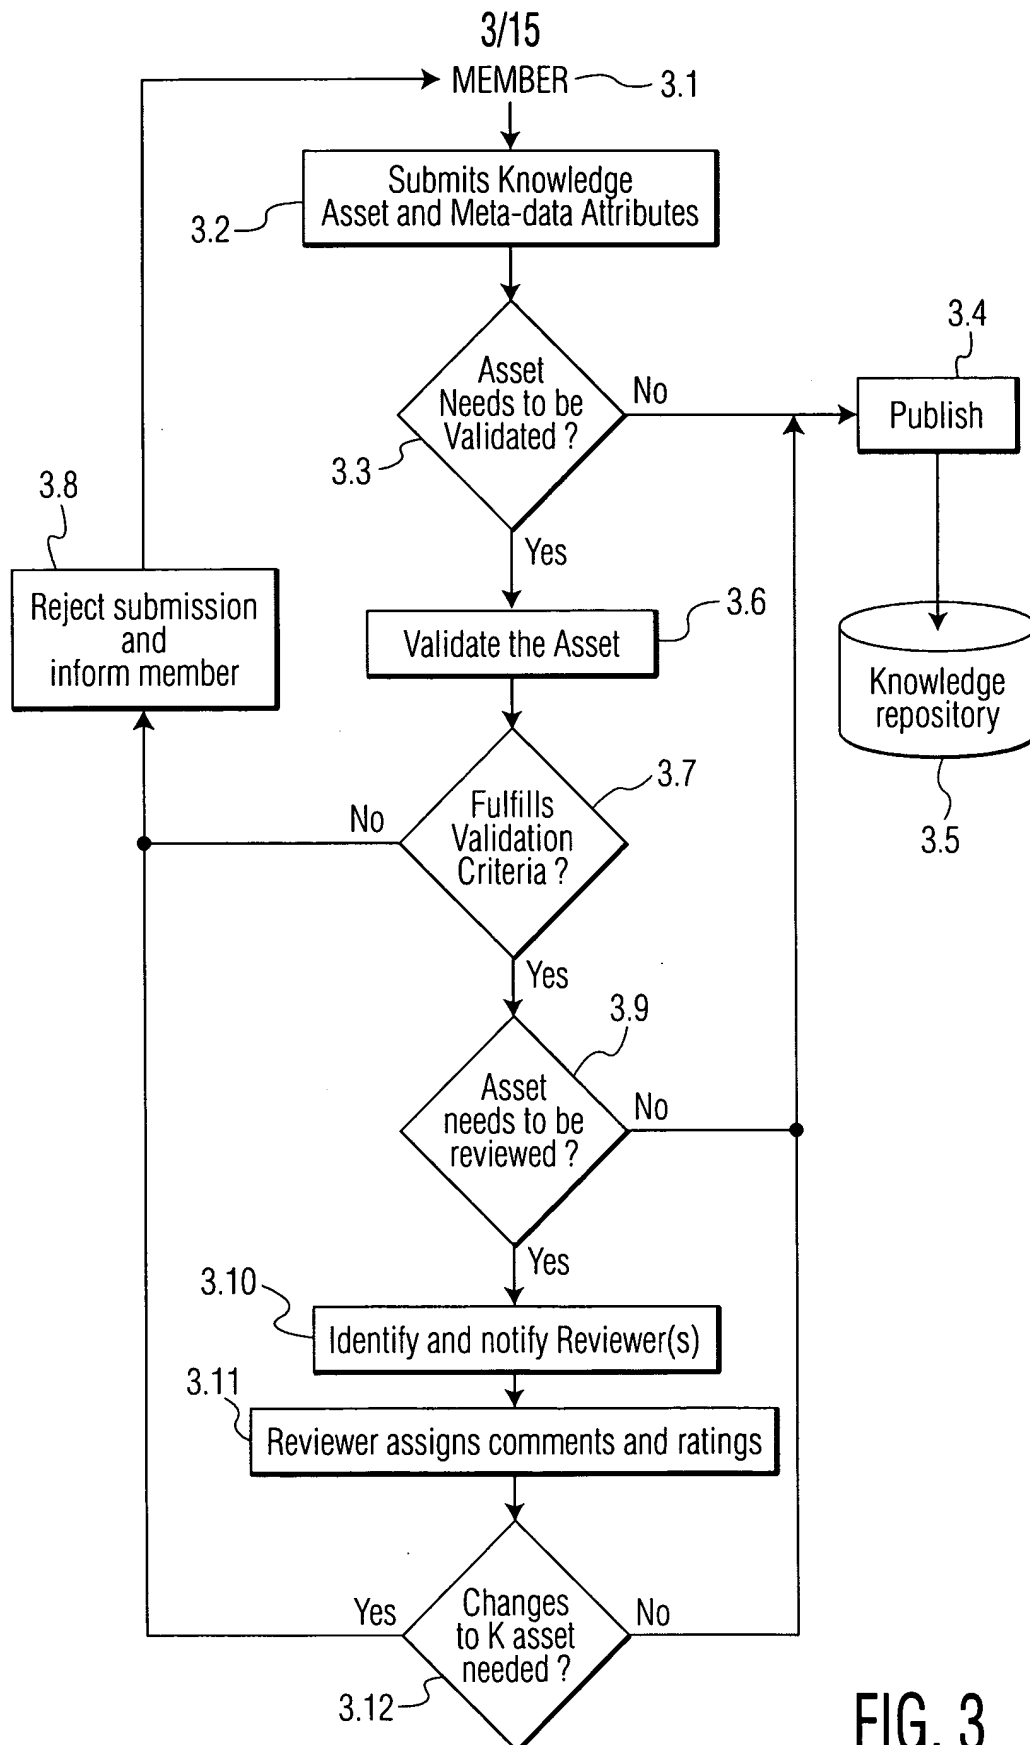 3/15
MEMBER
3.1
Submits Knowledge
Asset and Meta-data Attributes
3.2
3.4
Asset
Needs to be
Validated ?
No
Publish
3.3
3.8
Yes
Reject submission
and
inform member
3.6
Validate the Asset
Knowledge
repository
3.7
Fulfills
Validation
Criteria ?
No
3.5
Yes
3.9
Asset
needs to be
reviewed ?
No
Yes
3.10
Identify and notify Reviewer(s)
3.11
Reviewer assigns comments and ratings
Yes
Changes
to K asset
needed ?
No
3.12
FIG. 3